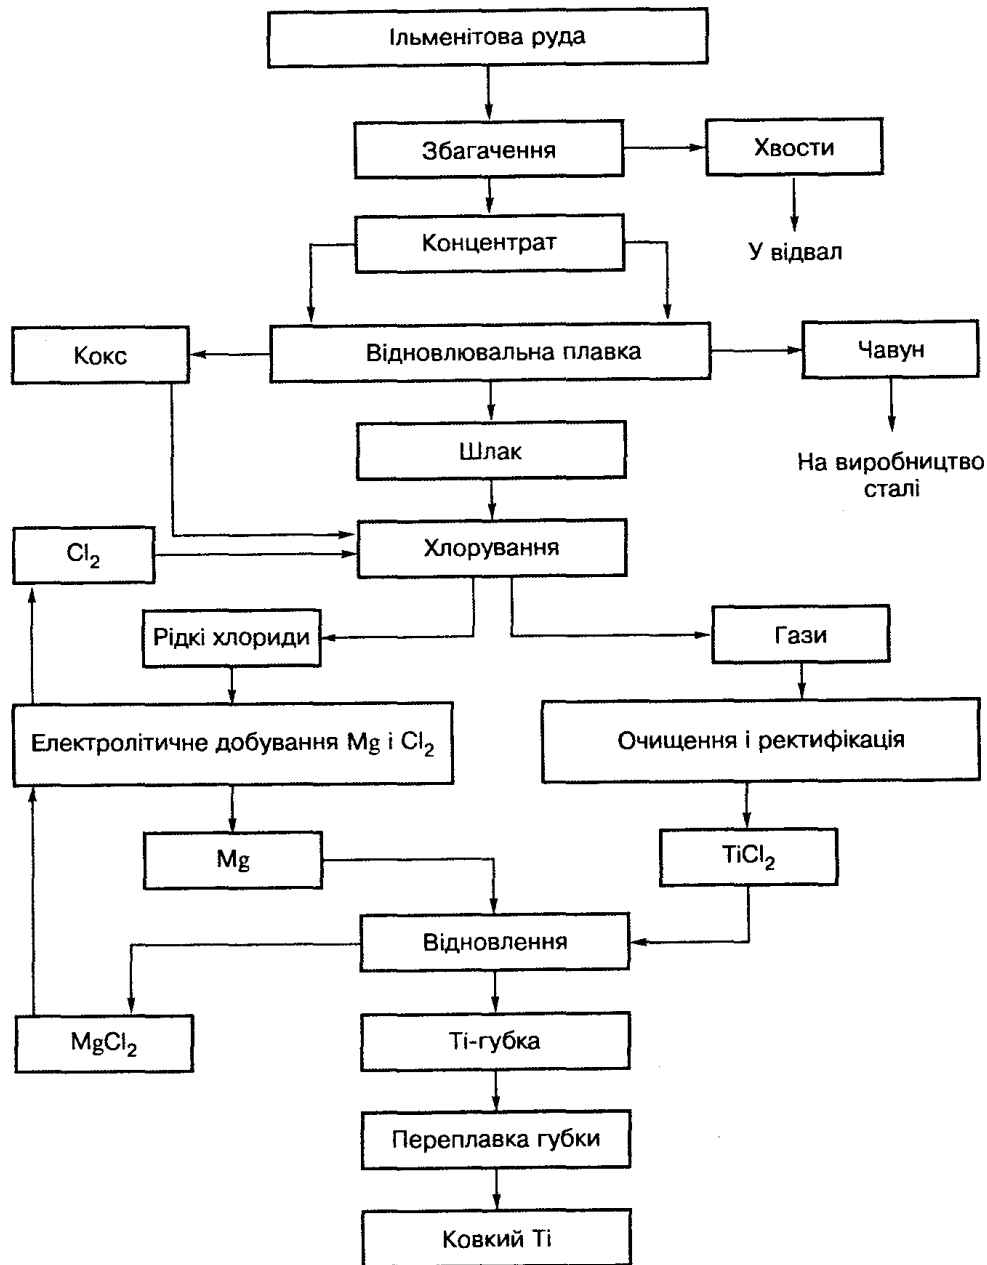 Ільменітова руда
Збагачення
Хвости
Концентрат
У відвал
Кокс
Відновлювальна плавка
Чавун
Шлак
На виробництво
сталі
Cl₂
Хлорування
Рідкі хлориди
Гази
Електролітичне добування Mg і Cl₂
Очищення і ректифікація
Mg
TiCl₂
Відновлення
MgCl₂
Ті-губка
Переплавка губки
Ковкий Ті